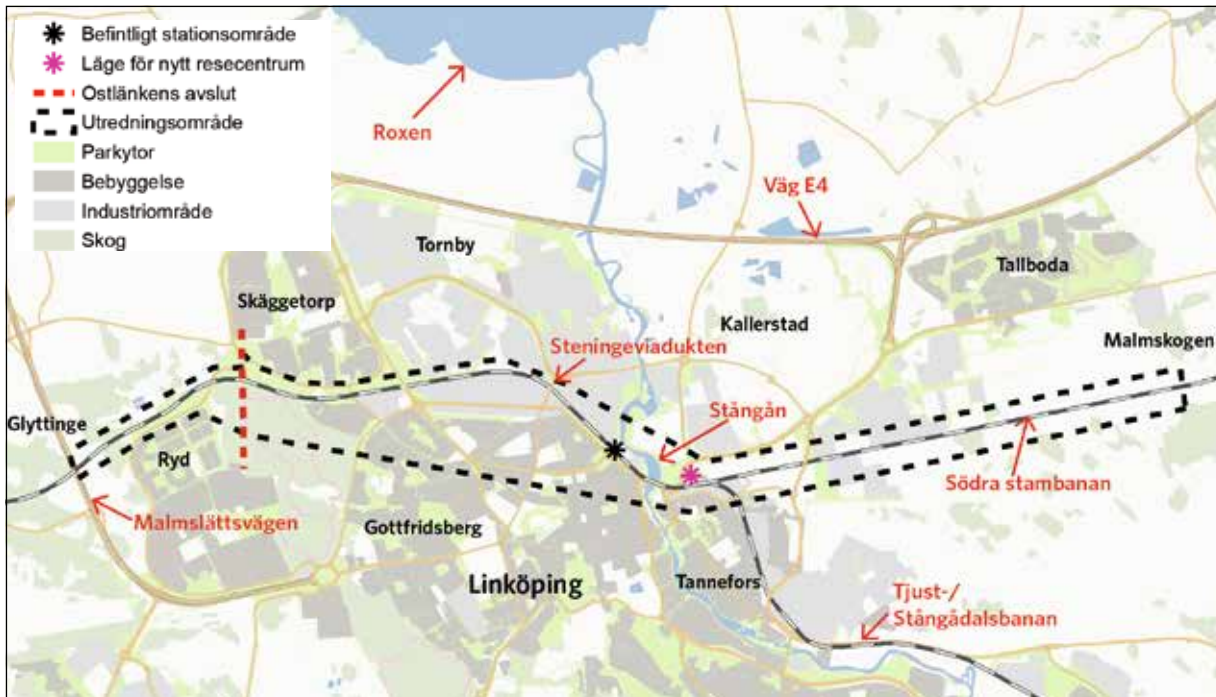 Befintligt stationsområde
Läge för nytt resecentrum
Ostlänkens avslut
Utredningsområde
Parkytor
Bebyggelse
Industriområde
Skog
Roxen
Väg E4
Tornby
Tallboda
Skäggetorp
Kallerstad
Malmskogen
Steningeviadukten
Stångån
Glyttinge
Ryd
Södra stambanan
Malmslättsvägen
Gottfridsberg
Linköping
Tannefors
Tjust-/
Stångådalsbanan